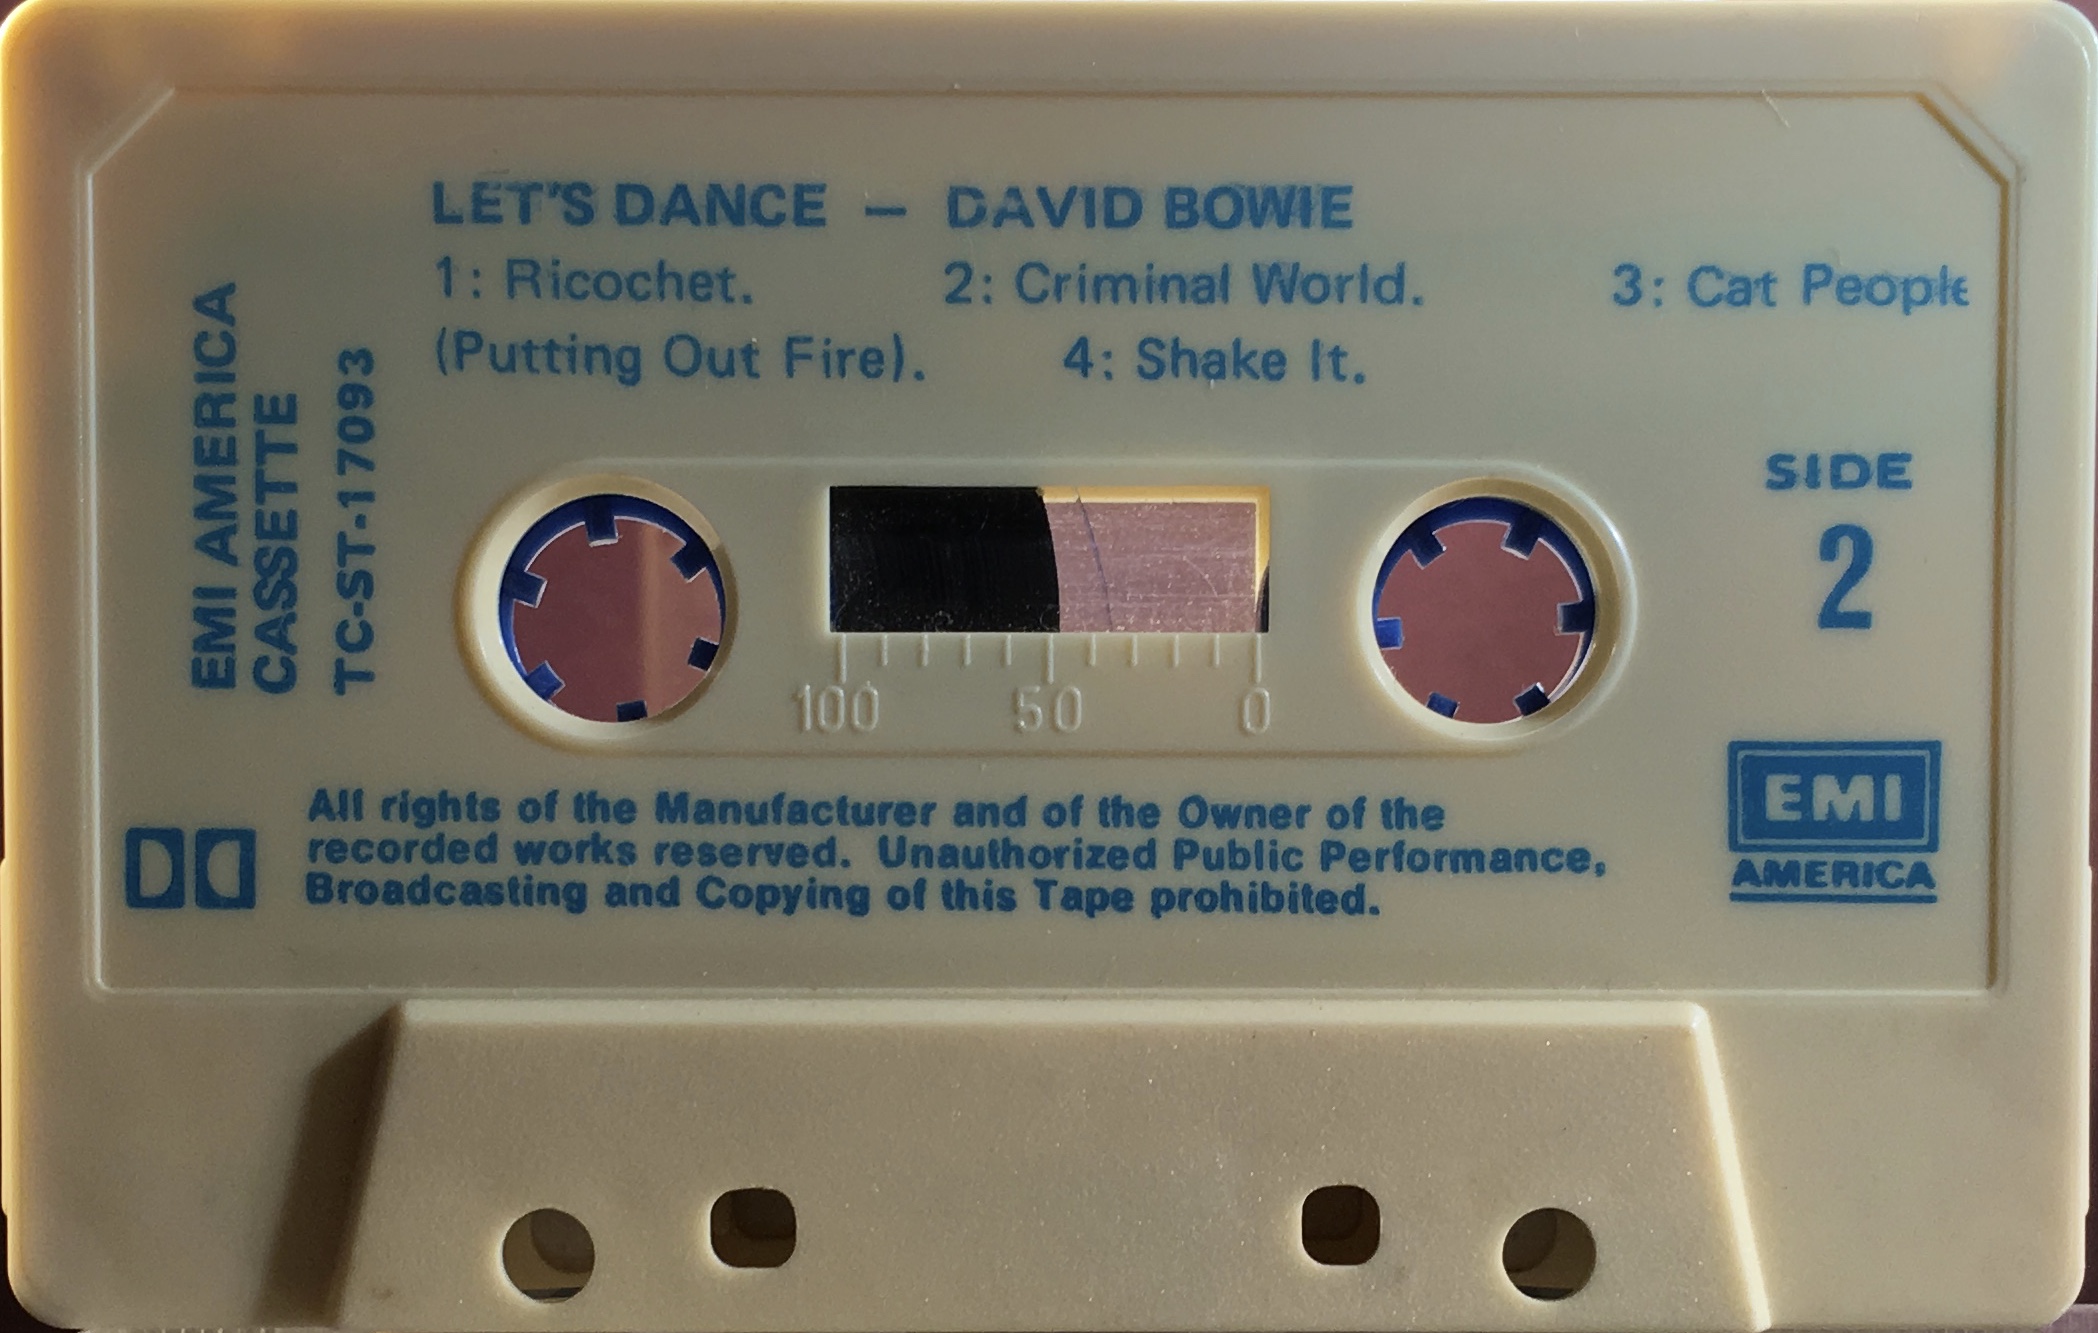 LET'S DANCE — DAVID BOWIE
1: Ricochet. 2: Criminal World. 3: Cat People
(Putting Out Fire). 4: Shake It.
EMI AMERICA
CASSETTE
TC-ST-17093
SIDE
2
100 50 0
All rights of the Manufacturer and of the Owner of the
recorded works reserved. Unauthorized Public Performance,
Broadcasting and Copying of this Tape prohibited.
EMI
AMERICA